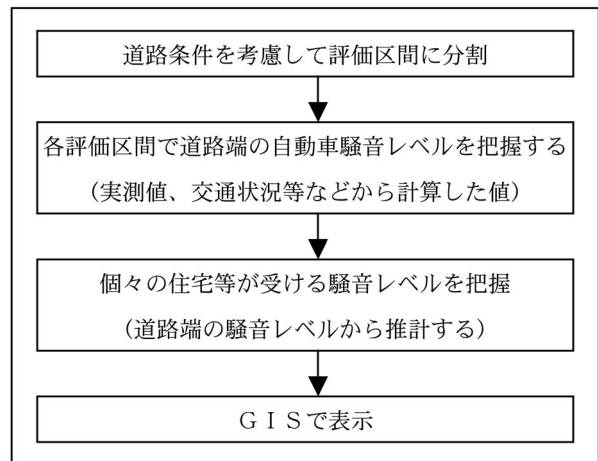 道路条件を考慮して評価区間に分割
各評価区間で道路端の自動車騒音レベルを把握する
（実測値、交通状況等などから計算した値）
個々の住宅等が受ける騒音レベルを把握
（道路端の騒音レベルから推計する）
ＧＩＳで表示